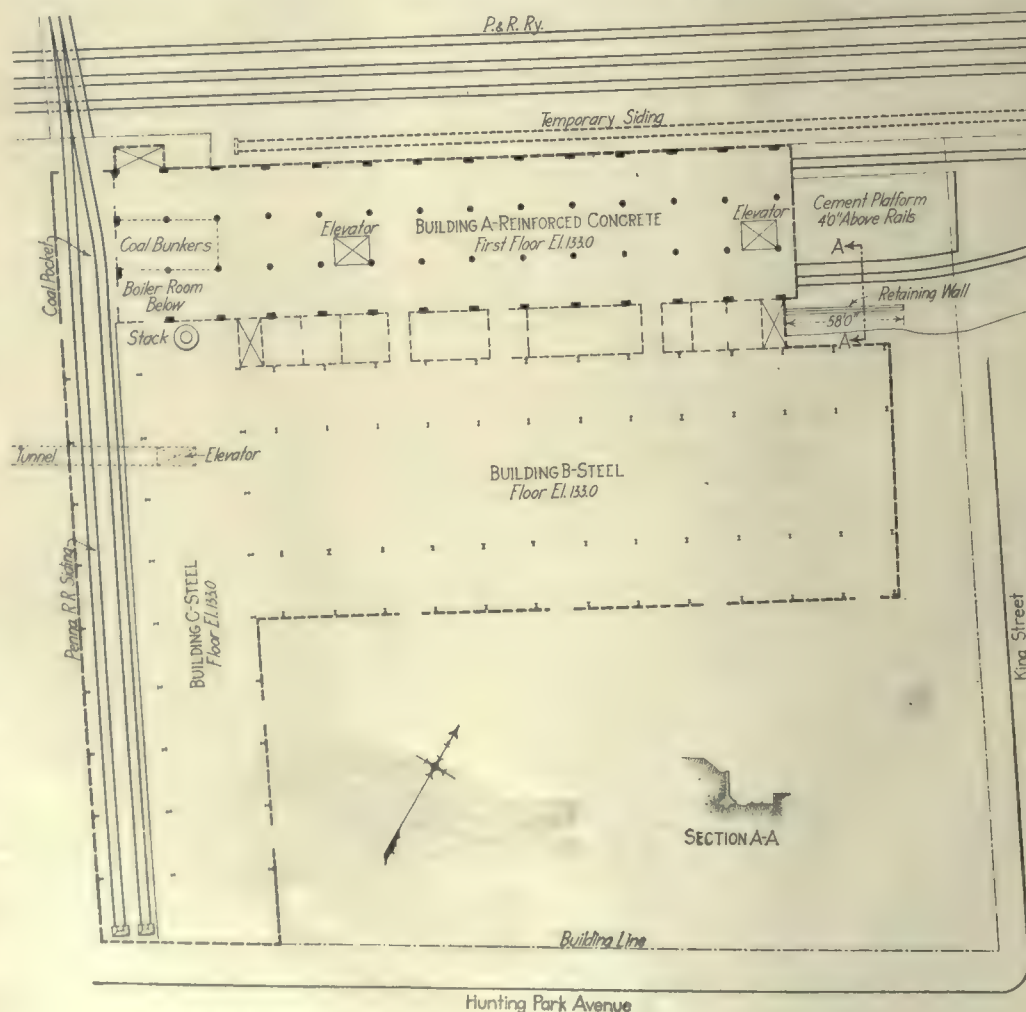 P. & R. Ry.
Temporary Siding
Coal Pocket
Coal Bunkers
Boiler Room
Below
Stack
Elevator
BUILDING A-REINFORCED CONCRETE
First Floor El. 133.0
Elevator
Cement Platform
4'0" Above Rails
A
Retaining Wall
58'0"
A
Tunnel
Elevator
BUILDING B-STEEL
Floor El. 133.0
Penna R R Siding
BUILDING C-STEEL
Floor El. 133.0
King Street
SECTION A-A
Building Line
Hunting Park Avenue